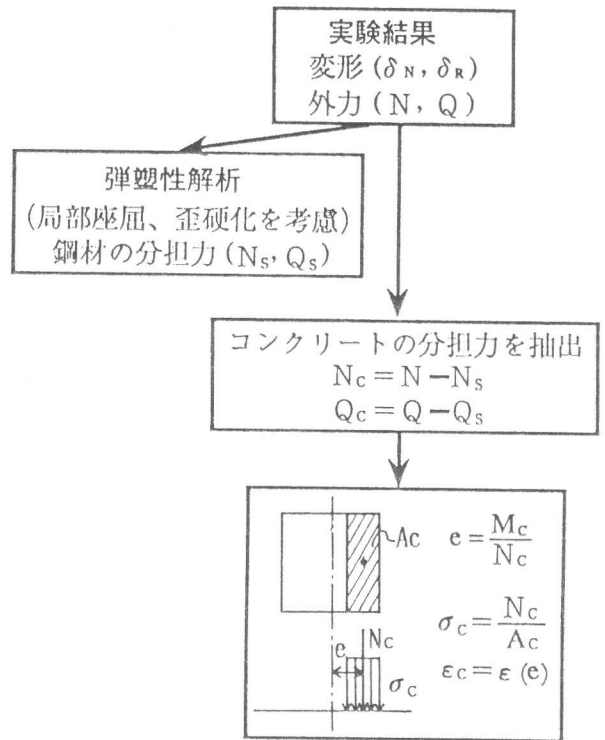 実験結果
変形 (δN, δR)
外力 (N, Q)
弾塑性解析
(局部座屈、歪硬化を考慮)
鋼材の分担力 (Ns, Qs)
コンクリートの分担力を抽出
Nc = N − Ns
Qc = Q − Qs
Ac
e = Mc/Nc
Nc
e
σc
σc = Nc/Ac
εc = ε (e)